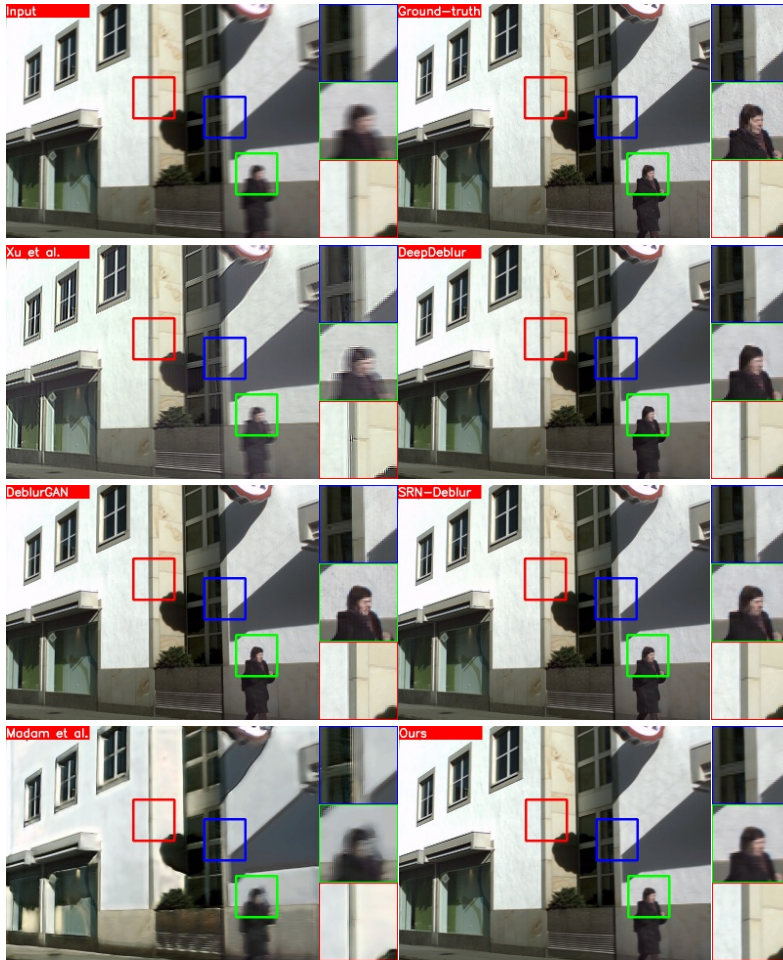 Input
Ground-truth
Xu et al.
DeepDeblur
DeblurGAN
SRN-Deblur
Madam et al.
Ours